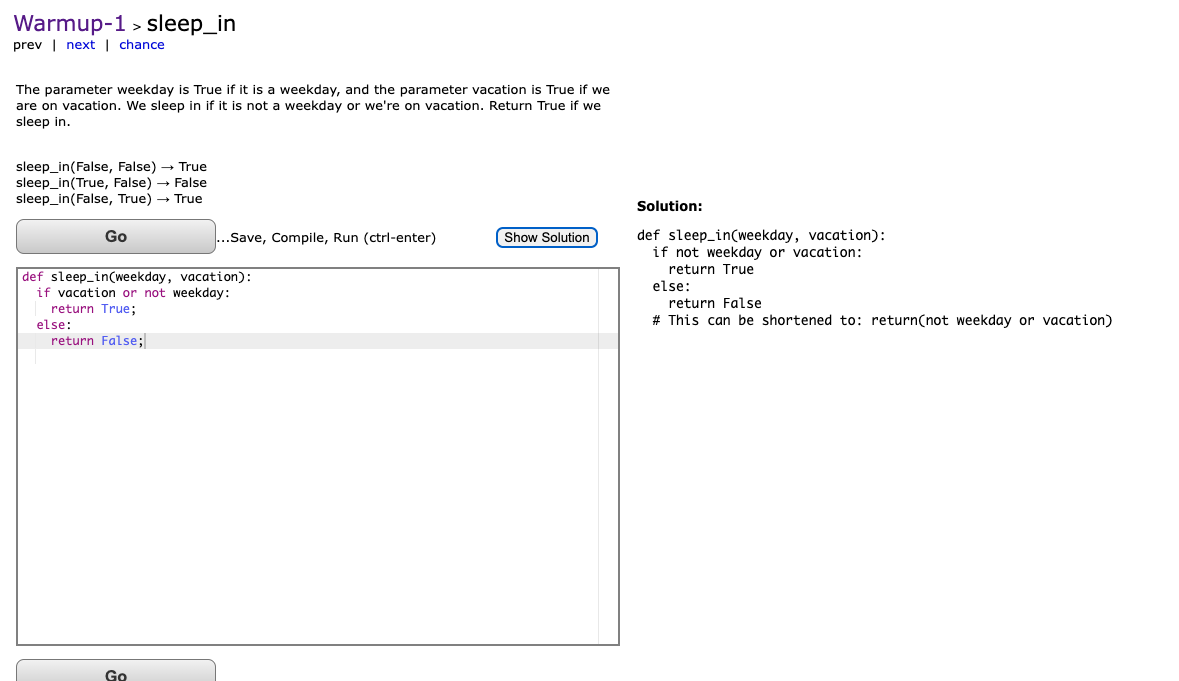 Warmup-1 > sleep_in
prev | next | chance
The parameter weekday is True if it is a weekday, and the parameter vacation is True if we
are on vacation. We sleep in if it is not a weekday or we're on vacation. Return True if we
sleep in.
sleep_in(False, False) → True
sleep_in(True, False) → False
sleep_in(False, True) → True
Go ...Save, Compile, Run (ctrl-enter) Show Solution
def sleep_in(weekday, vacation):
  if vacation or not weekday:
    return True;
  else:
    return False;
Go
Solution:
def sleep_in(weekday, vacation):
  if not weekday or vacation:
    return True
  else:
    return False
  # This can be shortened to: return(not weekday or vacation)